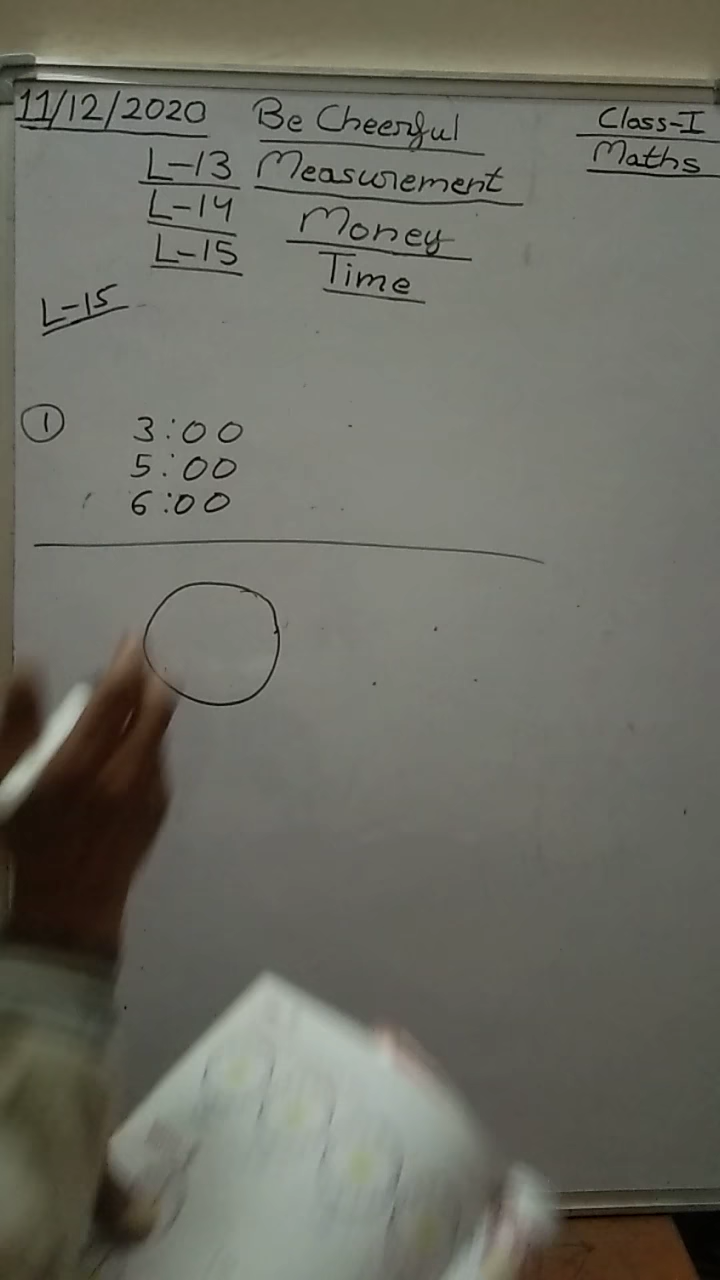 11/12/2020 Be Cheerful Class-I
Maths
L-13 Measurement
L-14 Money
L-15 Time
L-15
1 3:00
5:00
6:00